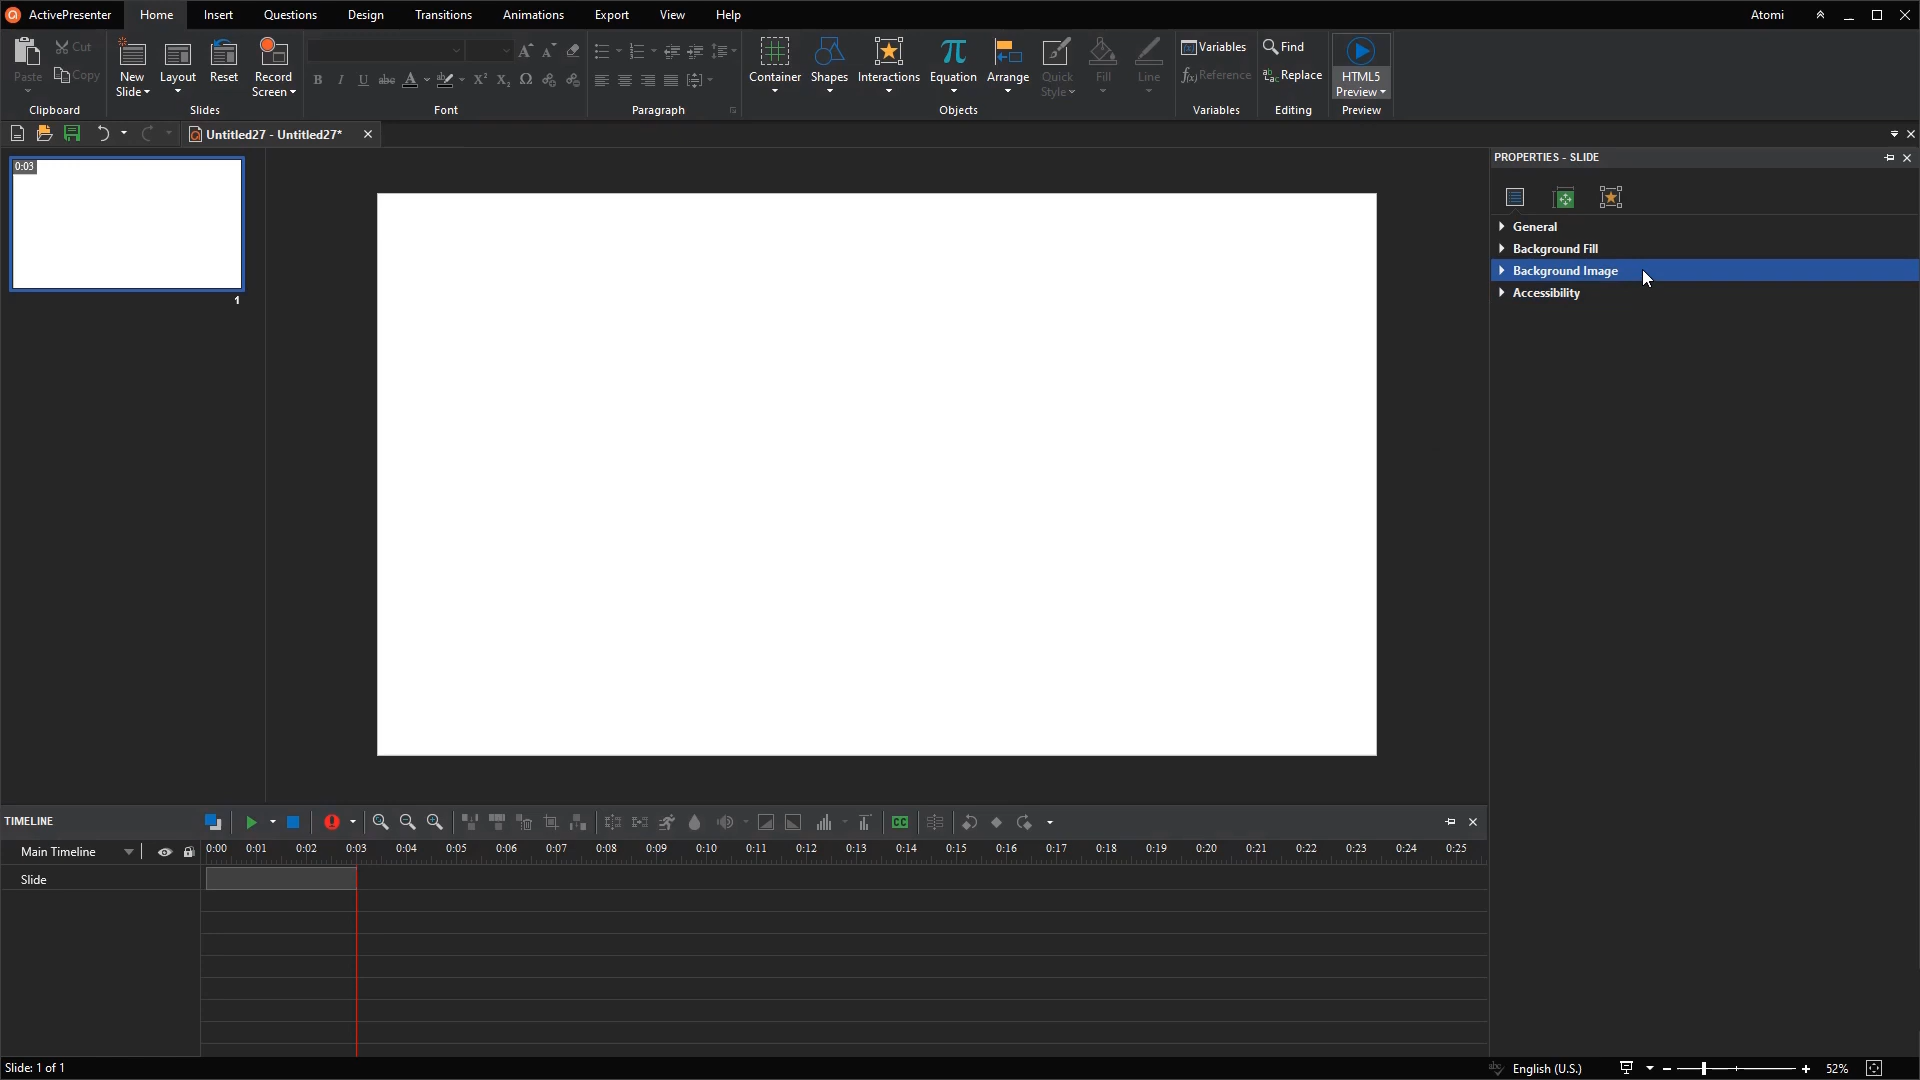 ActivePresenter Home Insert Questions Design Transitions Animations Export View Help Atomi
Paste Cut Copy
Clipboard
New Slide Layout Reset Record Screen
Slides
B I U abc A X² X₂ Ω
Font
Paragraph
Container Shapes Interactions Equation Arrange Quick Style Fill Line
Objects
Variables
Reference
Variables
Find
Replace
Editing
HTML5 Preview
Preview
Untitled27 - Untitled27*
0:03
1
PROPERTIES - SLIDE
General
Background Fill
Background Image
Accessibility
TIMELINE
CC
Main Timeline 0:00 0:01 0:02 0:03 0:04 0:05 0:06 0:07 0:08 0:09 0:10 0:11 0:12 0:13 0:14 0:15 0:16 0:17 0:18 0:19 0:20 0:21 0:22 0:23 0:24 0:25
Slide
Slide: 1 of 1 English (U.S.) 52%